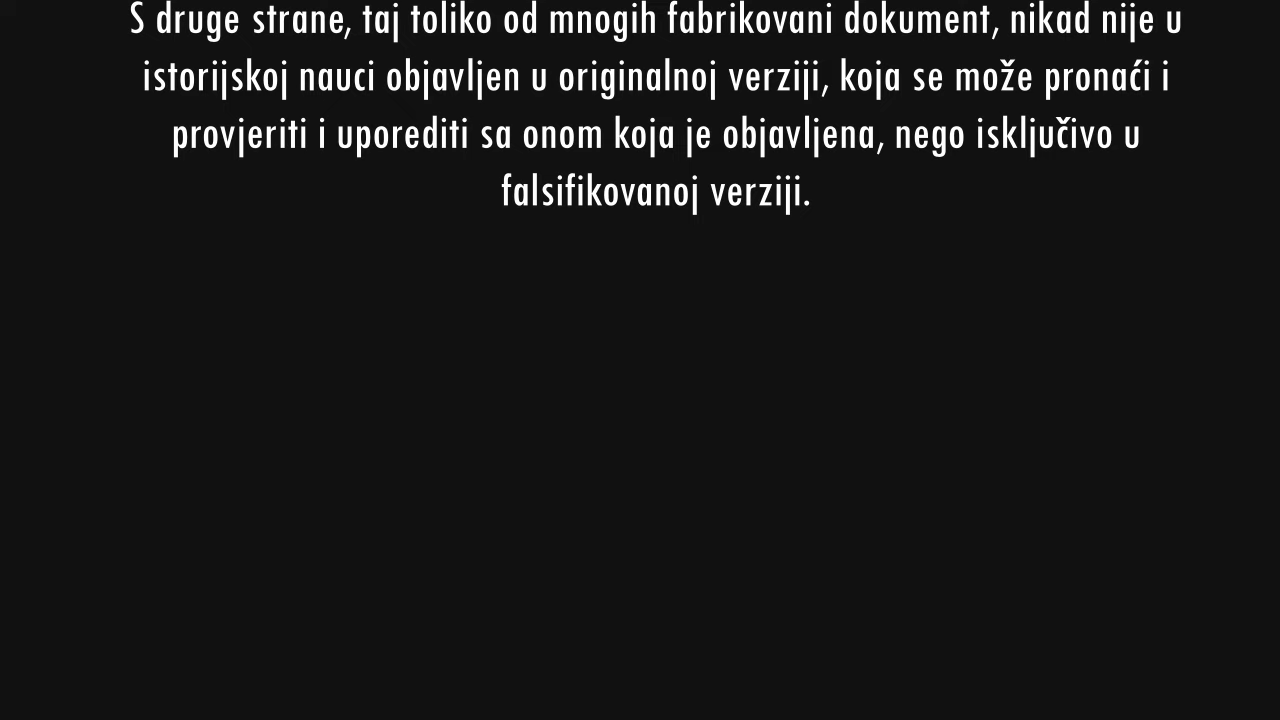 S druge strane, taj toliko od mnogih fabrikovani dokument, nikad nije u
istorijskoj nauci objavljen u originalnoj verziji, koja se može pronaći i
provjeriti i uporediti sa onom koja je objavljena, nego isključivo u
falsifikovanoj verziji.